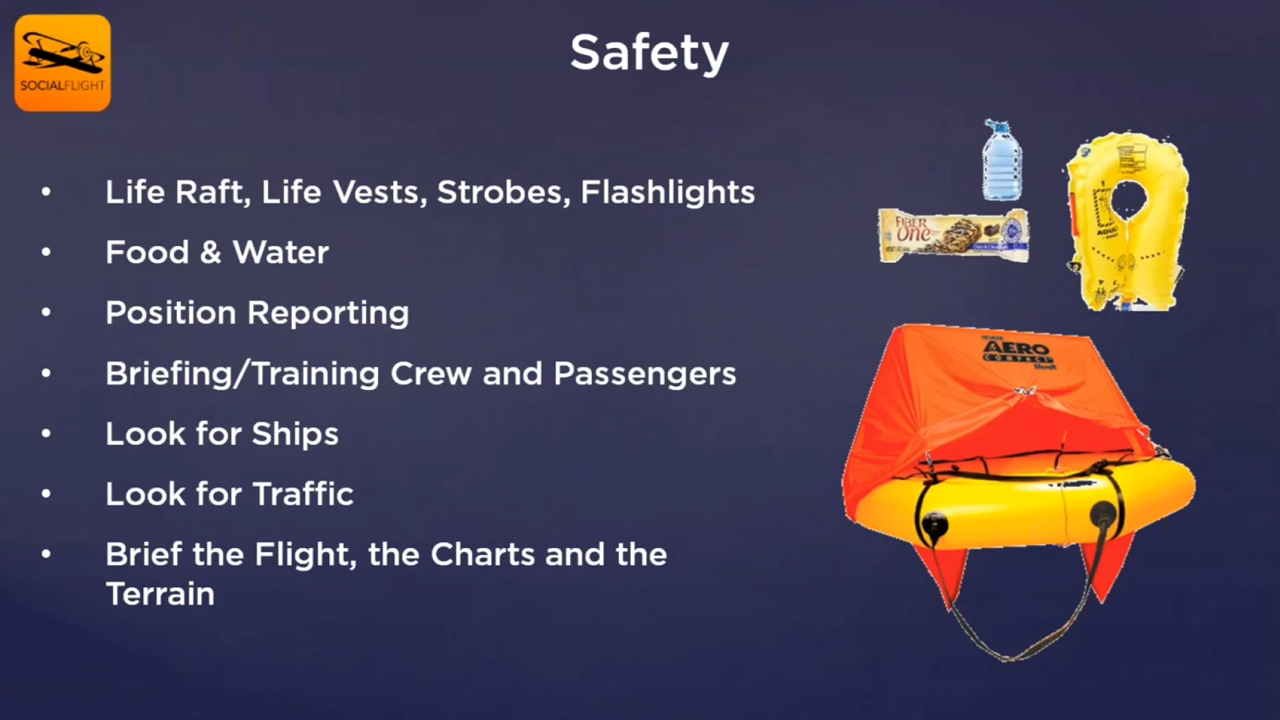 SOCIALFLIGHT
Safety
• Life Raft, Life Vests, Strobes, Flashlights
• Food & Water
• Position Reporting
• Briefing/Training Crew and Passengers
• Look for Ships
• Look for Traffic
• Brief the Flight, the Charts and the
Terrain
FIBER
One
AERO
COMPACT